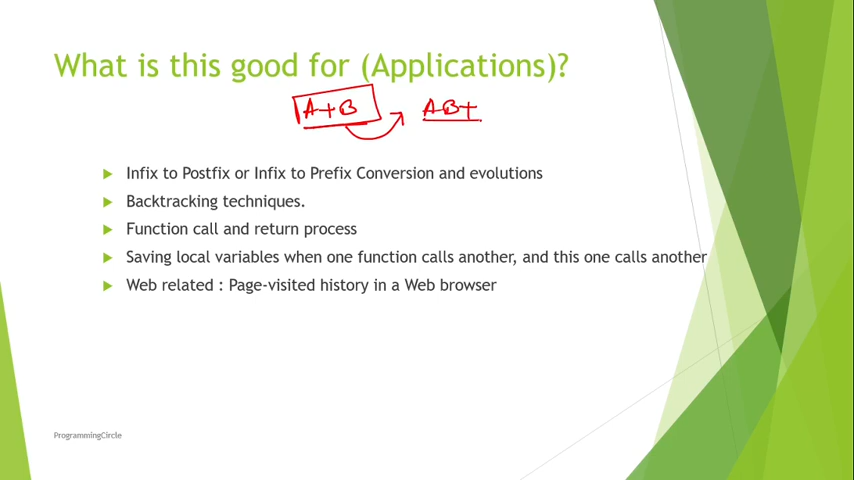 What is this good for (Applications)?
A+B AB+
Infix to Postfix or Infix to Prefix Conversion and evolutions
Backtracking techniques.
Function call and return process
Saving local variables when one function calls another, and this one calls another
Web related : Page-visited history in a Web browser
ProgrammingCircle